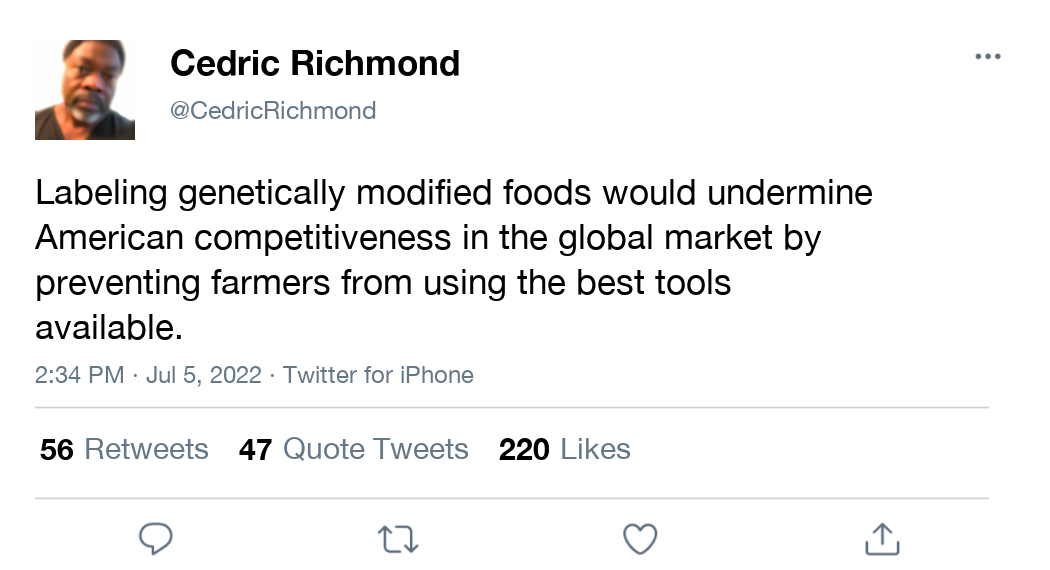 Cedric Richmond
@CedricRichmond
Labeling genetically modified foods would undermine
American competitiveness in the global market by
preventing farmers from using the best tools
available.
2:34 PM · Jul 5, 2022 · Twitter for iPhone
56 Retweets 47 Quote Tweets 220 Likes